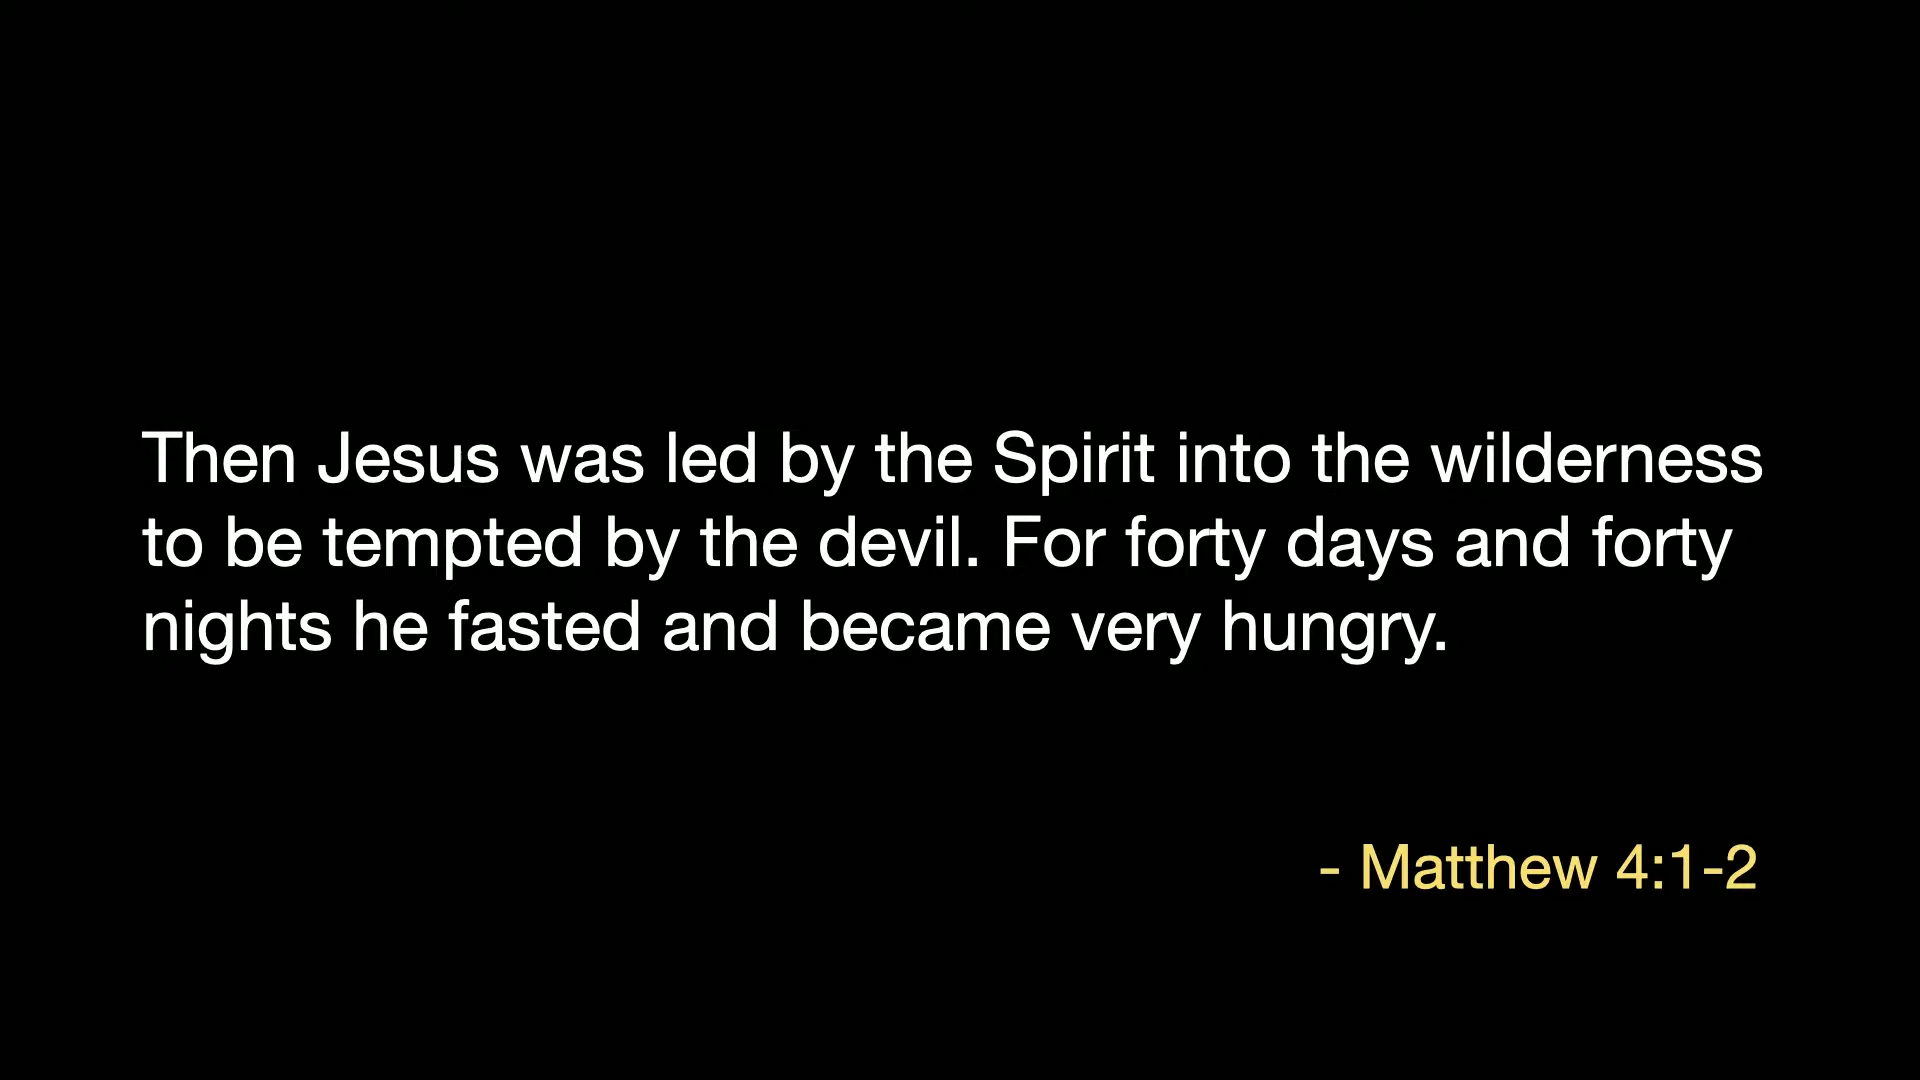 Then Jesus was led by the Spirit into the wilderness
to be tempted by the devil. For forty days and forty
nights he fasted and became very hungry.
- Matthew 4:1-2